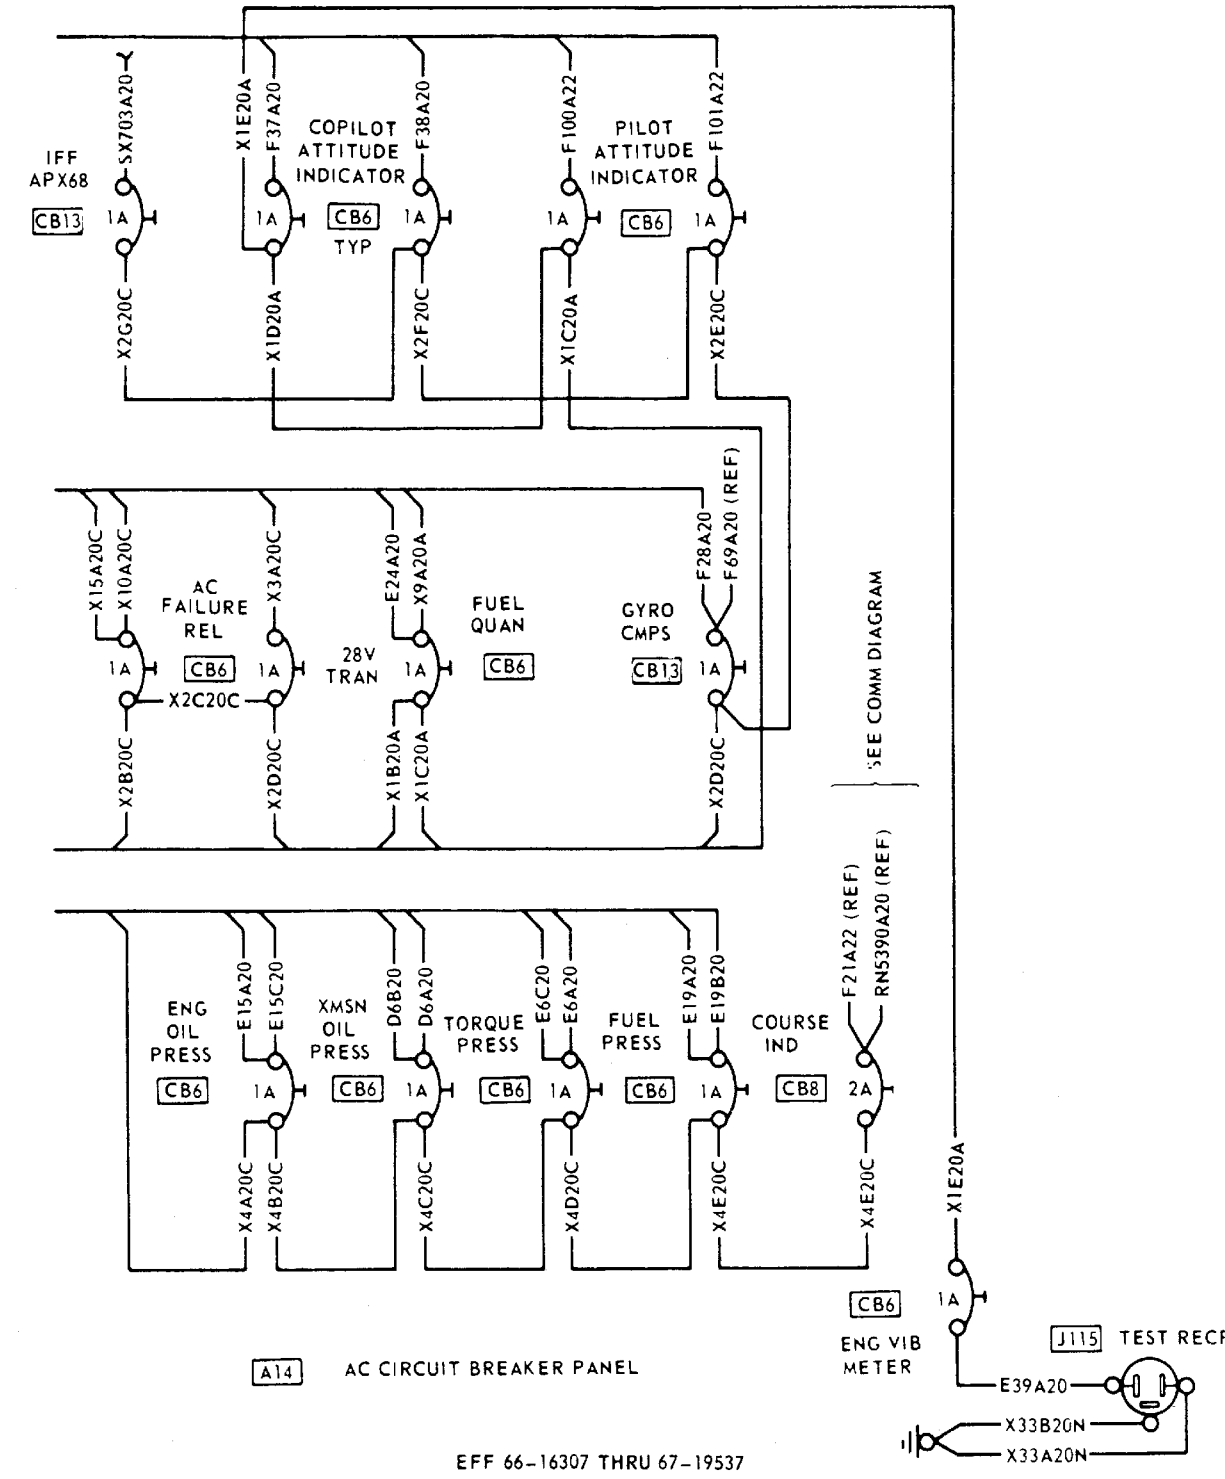 SX703A20
X1E20A
F37A20
F38A20
F100A22
F101A22
IFF
APX68
CB13
1A
1A
COPILOT
ATTITUDE
INDICATOR
CB6
TYP
1A
1A
PILOT
ATTITUDE
INDICATOR
CB6
1A
X2G20C
X1D20A
X2F20C
X1C20A
X2E20C
X15A20C
X10A20C
X3A20C
E24A20
X9A20A
F28A20
F69A20 (REF)
1A
AC
FAILURE
REL
CB6
1A
28V
TRAN
1A
FUEL
QUAN
CB6
GYRO
CMPS
CB13
1A
X2C20C
X2B20C
X2D20C
X1B20A
X1C20A
X2D20C
SEE COMM DIAGRAM
E15A20
E15C20
D6B20
D6A20
E6C20
E6A20
E19A20
E19B20
F21A22 (REF)
RN5390A20 (REF)
ENG
OIL
PRESS
CB6
1A
XMSN
OIL
PRESS
CB6
1A
TORQUE
PRESS
CB6
1A
FUEL
PRESS
CB6
1A
COURSE
IND
CB8
2A
X4A20C
X4B20C
X4C20C
X4D20C
X4E20C
X4E20C
X1E20A
CB6
1A
ENG VIB
METER
J115 TEST RECP
E39A20
X33B20N
X33A20N
A14 AC CIRCUIT BREAKER PANEL
EFF 66-16307 THRU 67-19537